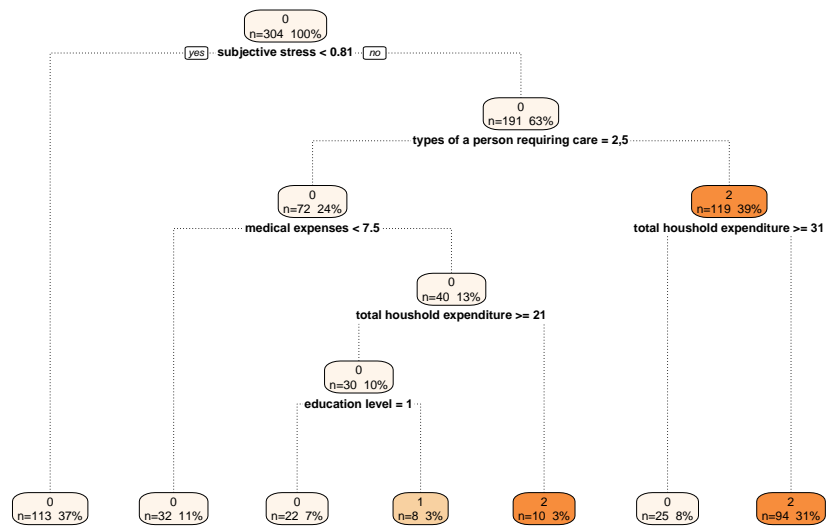 0
n=304 100%
yes subjective stress < 0.81 no
0
n=191 63%
types of a person requiring care = 2,5
0
n=72 24%
2
n=119 39%
medical expenses < 7.5
total houshold expenditure >= 31
0
n=40 13%
total houshold expenditure >= 21
0
n=30 10%
education level = 1
0
n=113 37%
0
n=32 11%
0
n=22 7%
1
n=8 3%
2
n=10 3%
0
n=25 8%
2
n=94 31%